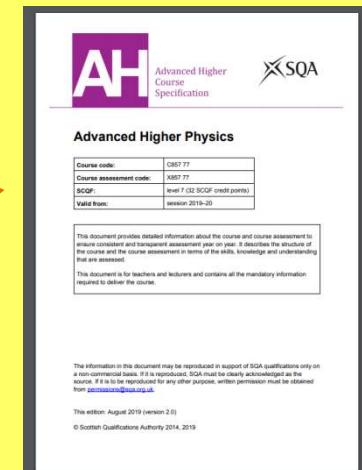 AH
Advanced Higher
Course
Specification
SQA
Advanced Higher Physics
Course code: C857 77
Course assessment code: X857 77
SCQF: level 7 (32 SCQF credit points)
Valid from: session 2019–20
This document provides detailed information about the course and course assessment to
ensure consistent and transparent assessment year on year. It describes the structure of
the course and the course assessment in terms of the skills, knowledge and understanding
that are assessed.
This document is for teachers and lecturers and contains all the mandatory information
required to deliver the course.
The information in this document may be reproduced in support of SQA qualifications only on
a non-commercial basis. If it is reproduced, SQA must be clearly acknowledged as the
source. If it is to be reproduced for any other purpose, written permission must be obtained
from permissions@sqa.org.uk.
This edition: August 2019 (version 2.0)
© Scottish Qualifications Authority 2014, 2019